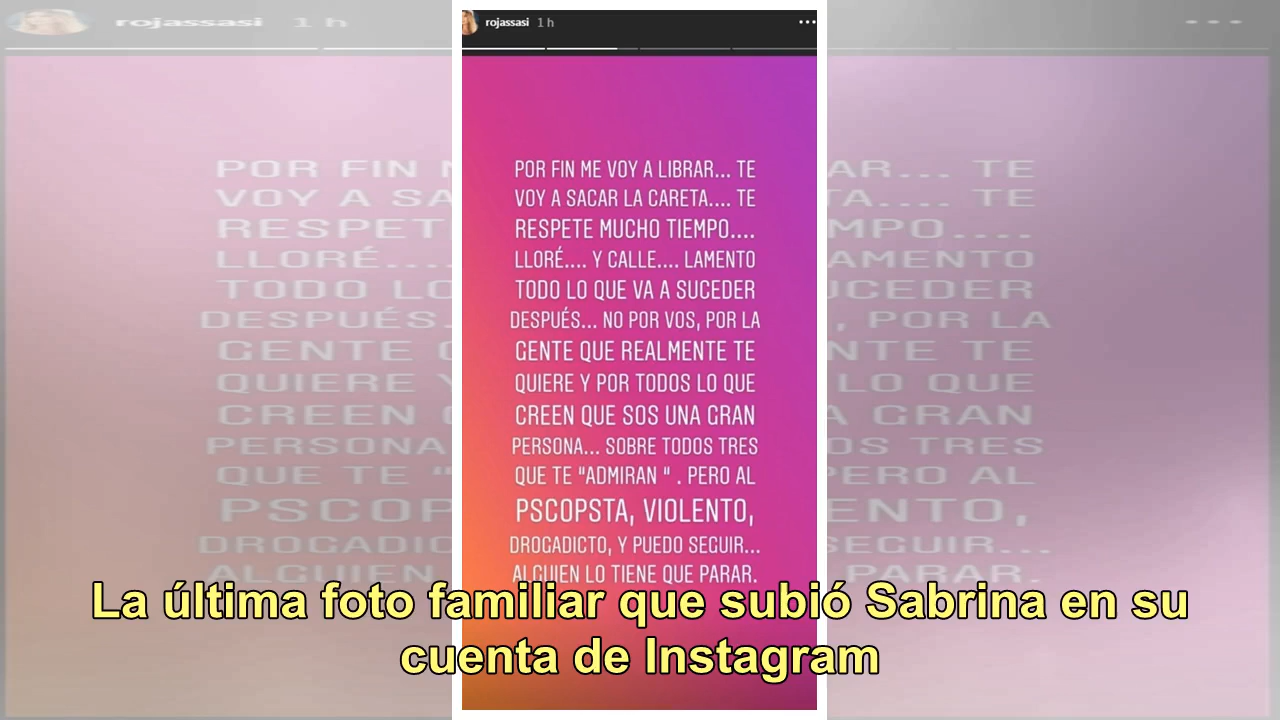 rojassasi 1 h
POR FIN ME VOY A LIBRAR... TE
VOY A SACAR LA CARETA.... TE
RESPETE MUCHO TIEMPO....
LLORÉ.... Y CALLE.... LAMENTO
TODO LO QUE VA A SUCEDER
DESPUÉS... NO POR VOS, POR LA
GENTE QUE REALMENTE TE
QUIERE Y POR TODOS LO QUE
CREEN QUE SOS UNA GRAN
PERSONA... SOBRE TODOS TRES
QUE TE "ADMIRAN " . PERO AL
PSCOPSTA, VIOLENTO,
DROGADICTO, Y PUEDO SEGUIR...
ALGUIEN LO TIENE QUE PARAR.
La última foto familiar que subió Sabrina en su
cuenta de Instagram